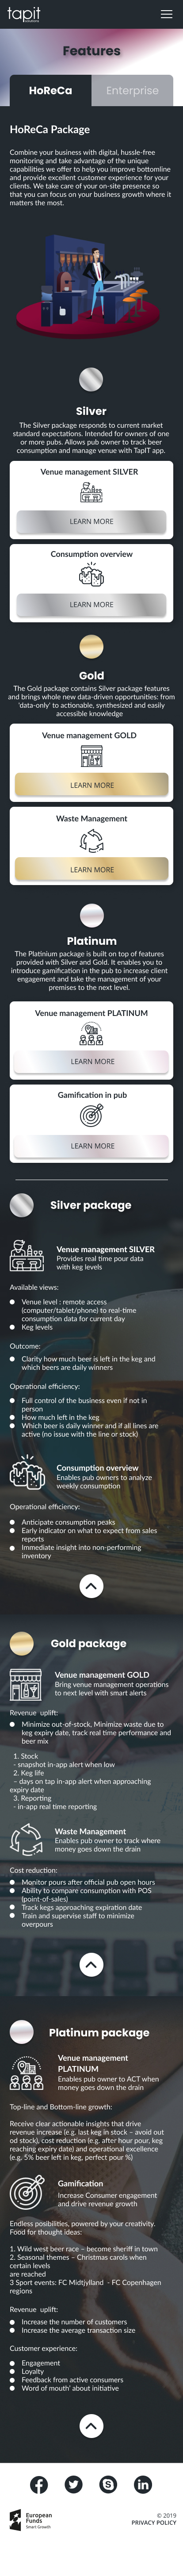 tapit
Features
HoReCa
Enterprise
HoReCa Package
Combine your business with digital, hussle-free
monitoring and take advantage of the unique
capabilities we offer to help you improve bottomline
and provide excellent customer experience for your
clients. We take care of your on-site presence so
that you can focus on your business growth where it
matters the most.
Silver
The Silver package responds to current market
standard expectations. Intended for owners of one
or more pubs. Allows pub owner to track beer
consumption and manage venue with TapIT app.
Venue management SILVER
LEARN MORE
Consumption overview
LEARN MORE
Gold
The Gold package contains Silver package features
and brings whole new data-driven opportunities: from
'data-only' to actionable, synthesized and easily
accessible knowledge
Venue management GOLD
LEARN MORE
Waste Management
LEARN MORE
Platinum
The Platinium package is built on top of features
provided with Silver and Gold. It enables you to
introduce gamification in the pub to increase client
engagement and take the management of your
premises to the next level.
Venue management PLATINUM
LEARN MORE
Gamification in pub
LEARN MORE
Silver package
Venue management SILVER
Provides real time pour data
with keg levels
Available views:
Venue level : remote access
(computer/tablet/phone) to real-time
consumption data for current day
Keg levels
Outcome:
Clarity how much beer is left in the keg and
which beers are daily winners
Operational efficiency:
Full control of the business even if not in
person
How much left in the keg
Which beer is daily winner and if all lines are
active (no issue with the line or stock)
Consumption overview
Enables pub owners to analyze
weekly consumption
Operational efficiency:
Anticipate consumption peaks
Early indicator on what to expect from sales
reports
Immediate insight into non-performing
inventory
Gold package
Venue management GOLD
Bring venue management operations
to next level with smart alerts
Revenue uplift:
Minimize out-of-stock, Minimize waste due to
keg expiry date, track real time performance and
beer mix
1. Stock
- snapshot in-app alert when low
2. Keg life
– days on tap in-app alert when approaching
expiry date
3. Reporting
- in-app real time reporting
Waste Management
Enables pub owner to track where
money goes down the drain
Cost reduction:
Monitor pours after official pub open hours
Ability to compare consumption with POS
(point-of-sales)
Track kegs approaching expiration date
Train and supervise staff to minimize
overpours
Platinum package
Venue management
PLATINUM
Enables pub owner to ACT when
money goes down the drain
Top-line and Bottom-line growth:
Receive clear actionable insights that drive
revenue increase (e.g. last keg in stock – avoid out
od stock), cost reduction (e.g. after hour pour, keg
reaching expiry date) and operational excellence
(e.g. 5% beer left in keg, perfect pour %)
Gamification
Increase Consumer engagement
and drive revenue growth
Endless posibilities, powered by your creativity.
Food for thought ideas:
1. Wild west beer race – become sheriff in town
2. Seasonal themes – Christmas carols when
certain levels
are reached
3 Sport events: FC Midtjylland - FC Copenhagen
regions
Revenue uplift:
Increase the number of customers
Increase the average transaction size
Customer experience:
Engagement
Loyalty
Feedback from active consumers
Word of mouth' about initiative
European
Funds
Smart Growth
© 2019
PRIVACY POLICY